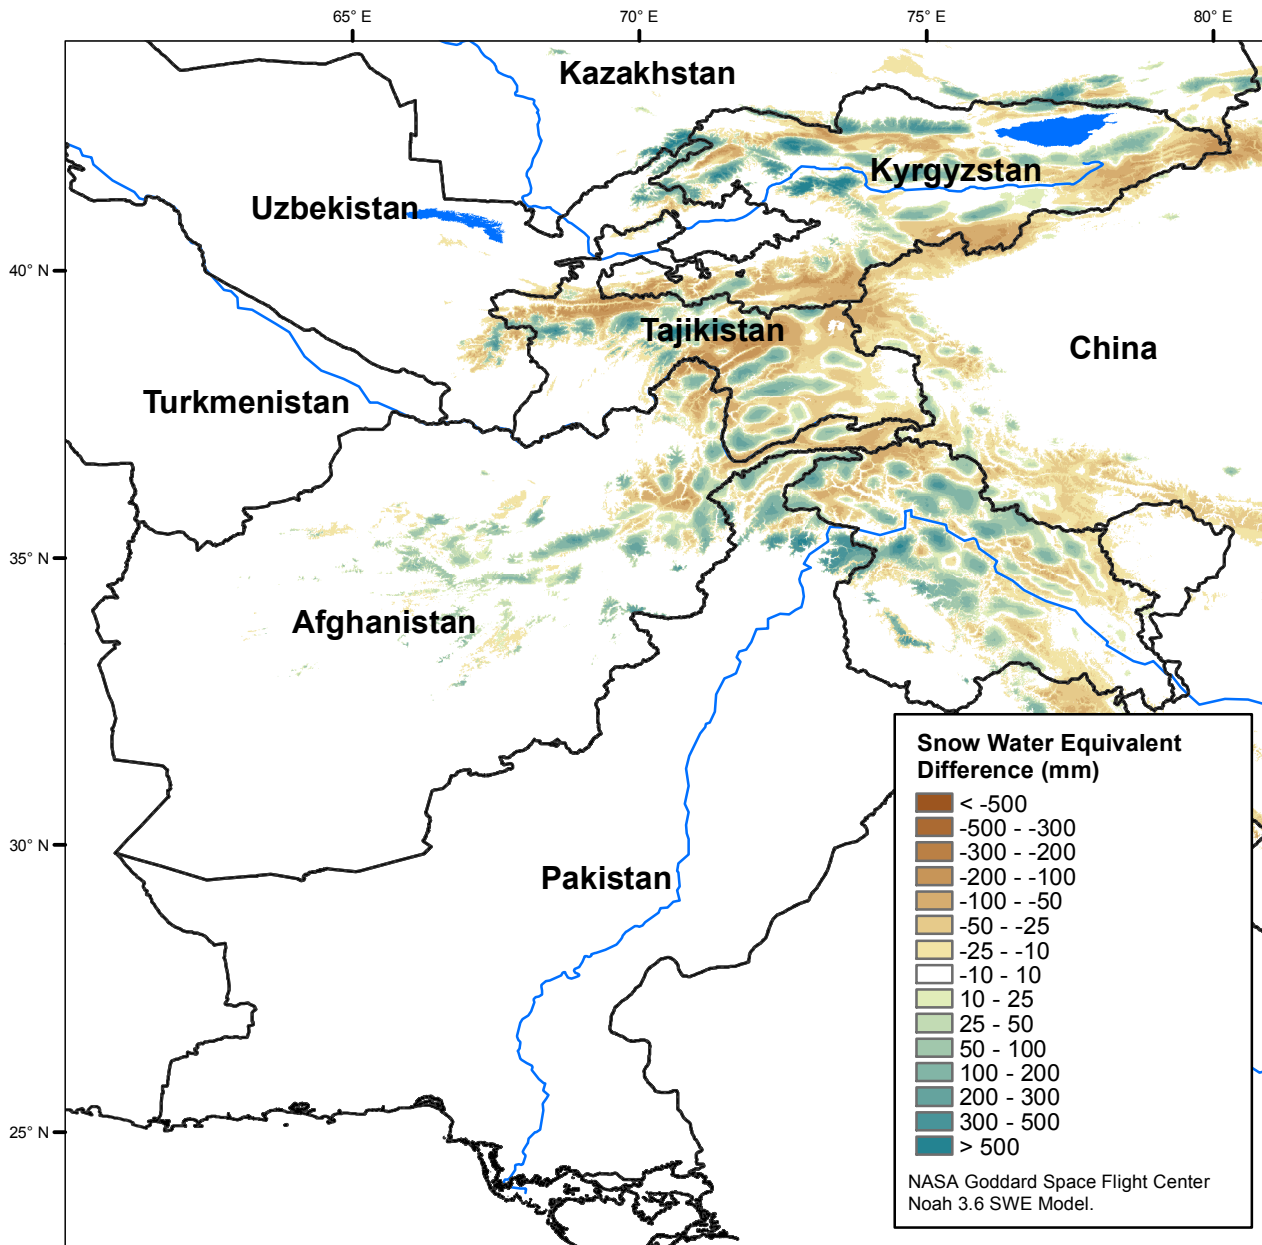 65° E
70° E
75° E
80° E
Kazakhstan
Kyrgyzstan
Uzbekistan
40° N
Tajikistan
China
Turkmenistan
35° N
Afghanistan
30° N
Pakistan
25° N
Snow Water Equivalent
Difference (mm)
< -500
-500 - -300
-300 - -200
-200 - -100
-100 - -50
-50 - -25
-25 - -10
-10 - 10
10 - 25
25 - 50
50 - 100
100 - 200
200 - 300
300 - 500
> 500
NASA Goddard Space Flight Center
Noah 3.6 SWE Model.